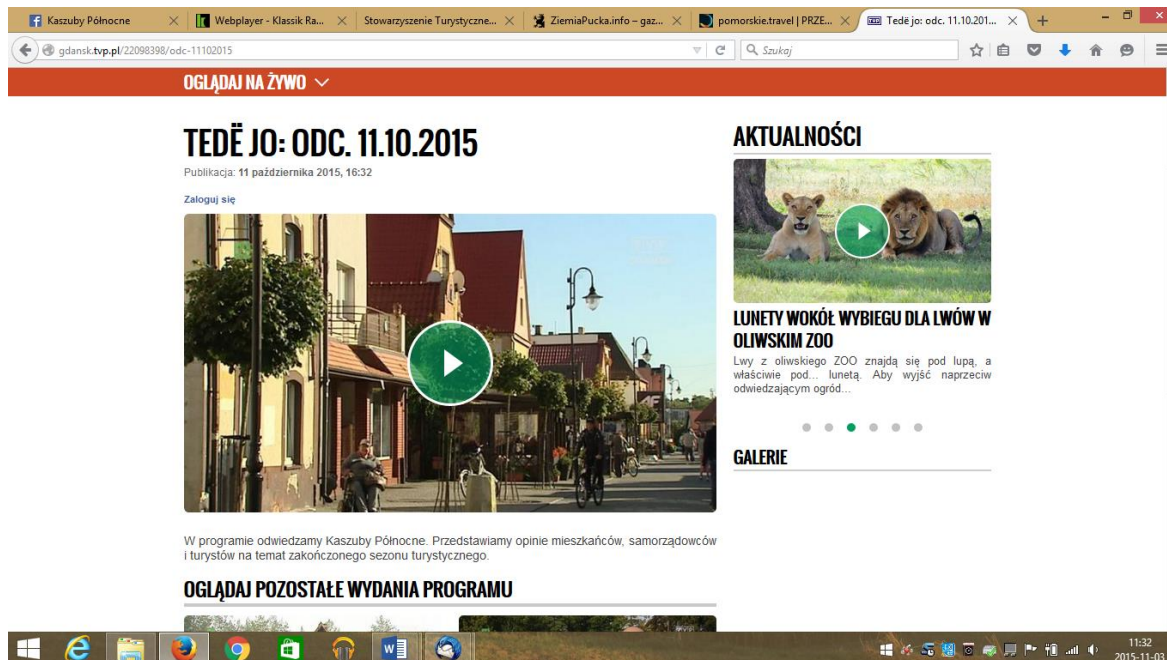 Kaszuby Północne
Webplayer - Klassik Ra...
Stowarzyszenie Turystyczne...
ZiemiaPucka.info – gaz...
pomorskie.travel | PRZE...
Tedë jo: odc. 11.10.201...
gdansk.tvp.pl/22098398/odc-11102015
Szukaj
OGLĄDAJ NA ŻYWO
TEDË JO: ODC. 11.10.2015
Publikacja: 11 października 2015, 16:32
Zaloguj się
W programie odwiedzamy Kaszuby Północne. Przedstawiamy opinie mieszkańców, samorządowców
i turystów na temat zakończonego sezonu turystycznego.
OGLĄDAJ POZOSTAŁE WYDANIA PROGRAMU
AKTUALNOŚCI
LUNETY WOKÓŁ WYBIEGU DLA LWÓW W
OLIWSKIM ZOO
Lwy z oliwskiego ZOO znajdą się pod lupą, a
właściwie pod... lunetą. Aby wyjść naprzeciw
odwiedzającym ogród...
GALERIE
11:32
2015-11-03